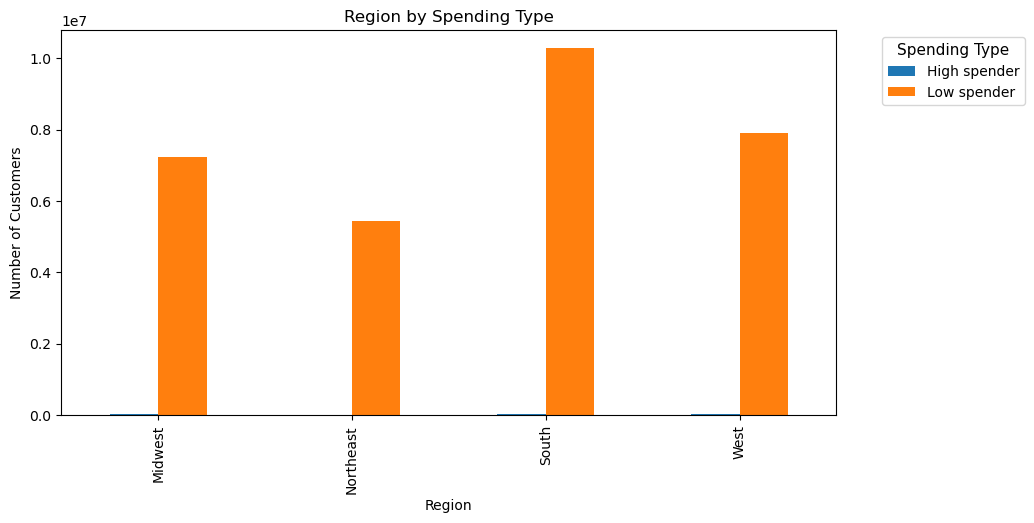 Region by Spending Type
1e7
Spending Type
High spender
Low spender
Number of Customers
1.0
0.8
0.6
0.4
0.2
0.0
Midwest
Northeast
South
West
Region